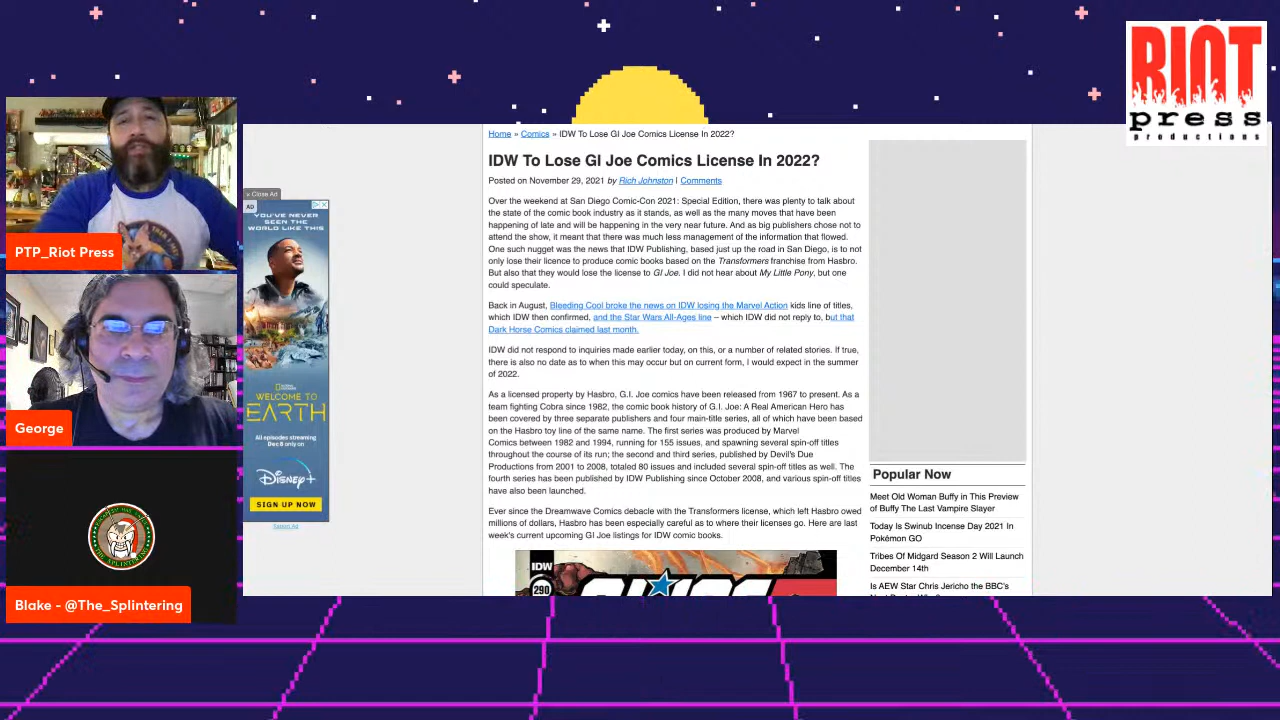 RIOT
press
productions
PTP_Riot Press
George
Blake - @The_Splintering
× Close Ad
AD
YOU'VE NEVER
SEEN THE
WORLD LIKE THIS
NATIONAL
GEOGRAPHIC
WELCOME TO
EARTH
All episodes streaming
Dec 8 only on
Disney+
SIGN UP NOW
Home » Comics » IDW To Lose GI Joe Comics License In 2022?
IDW To Lose GI Joe Comics License In 2022?
Posted on November 29, 2021 by Rich Johnston | Comments
Over the weekend at San Diego Comic-Con 2021: Special Edition, there was plenty to talk about
the state of the comic book industry as it stands, as well as the many moves that have been
happening of late and will be happening in the very near future. And as big publishers chose not to
attend the show, it meant that there was much less management of the information that flowed.
One such nugget was the news that IDW Publishing, based just up the road in San Diego, is to not
only lose their licence to produce comic books based on the Transformers franchise from Hasbro.
But also that they would lose the license to GI Joe. I did not hear about My Little Pony, but one
could speculate.
Back in August, Bleeding Cool broke the news on IDW losing the Marvel Action kids line of titles,
which IDW then confirmed, and the Star Wars All-Ages line – which IDW did not reply to, but that
Dark Horse Comics claimed last month.
IDW did not respond to inquiries made earlier today, on this, or a number of related stories. If true,
there is also no date as to when this may occur but on current form, I would expect in the summer
of 2022.
As a licensed property by Hasbro, G.I. Joe comics have been released from 1967 to present. As a
team fighting Cobra since 1982, the comic book history of G.I. Joe: A Real American Hero has
been covered by three separate publishers and four main-title series, all of which have been based
on the Hasbro toy line of the same name. The first series was produced by Marvel
Comics between 1982 and 1994, running for 155 issues, and spawning several spin-off titles
throughout the course of its run; the second and third series, published by Devil's Due
Productions from 2001 to 2008, totaled 80 issues and included several spin-off titles as well. The
fourth series has been published by IDW Publishing since October 2008, and various spin-off titles
have also been launched.
Ever since the Dreamwave Comics debacle with the Transformers license, which left Hasbro owed
millions of dollars, Hasbro has been especially careful as to where their licenses go. Here are last
week's current upcoming GI Joe listings for IDW comic books.
IDW
290
Popular Now
Meet Old Woman Buffy in This Preview
of Buffy The Last Vampire Slayer
Today Is Swinub Incense Day 2021 In
Pokémon GO
Tribes Of Midgard Season 2 Will Launch
December 14th
Is AEW Star Chris Jericho the BBC's